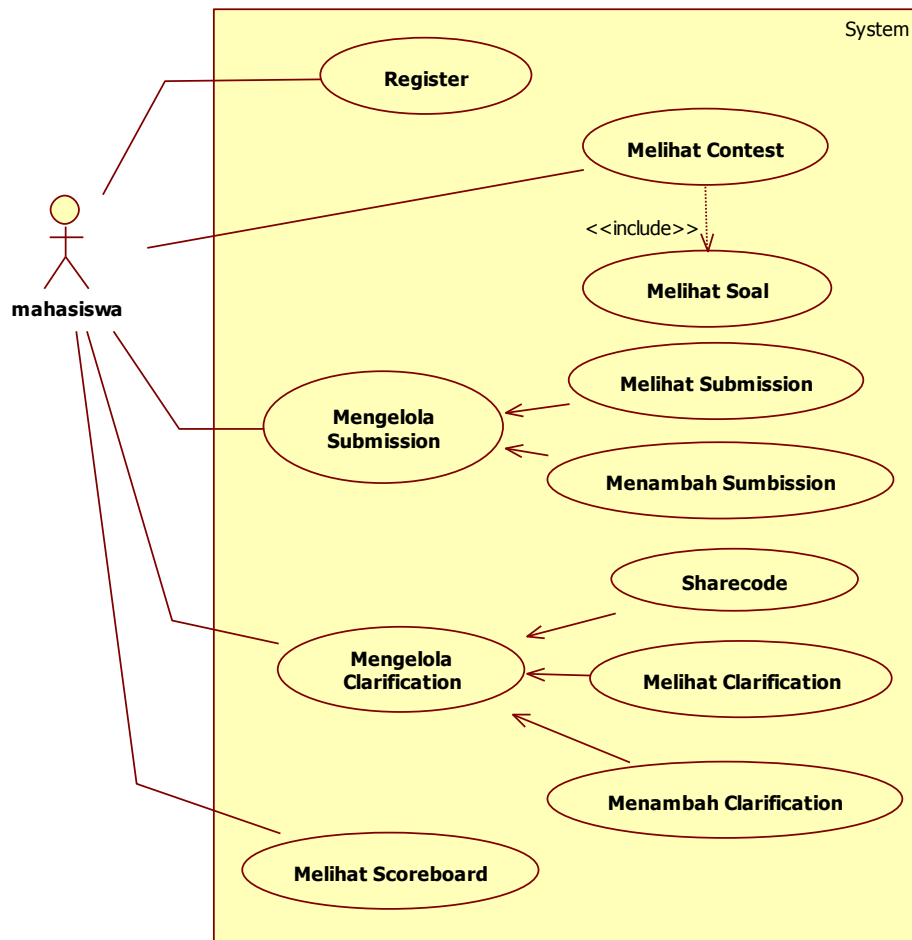 System
Register
Melihat Contest
<<include>>
mahasiswa
Melihat Soal
Melihat Submission
Mengelola
Submission
Menambah Sumbission
Sharecode
Mengelola
Clarification
Melihat Clarification
Menambah Clarification
Melihat Scoreboard